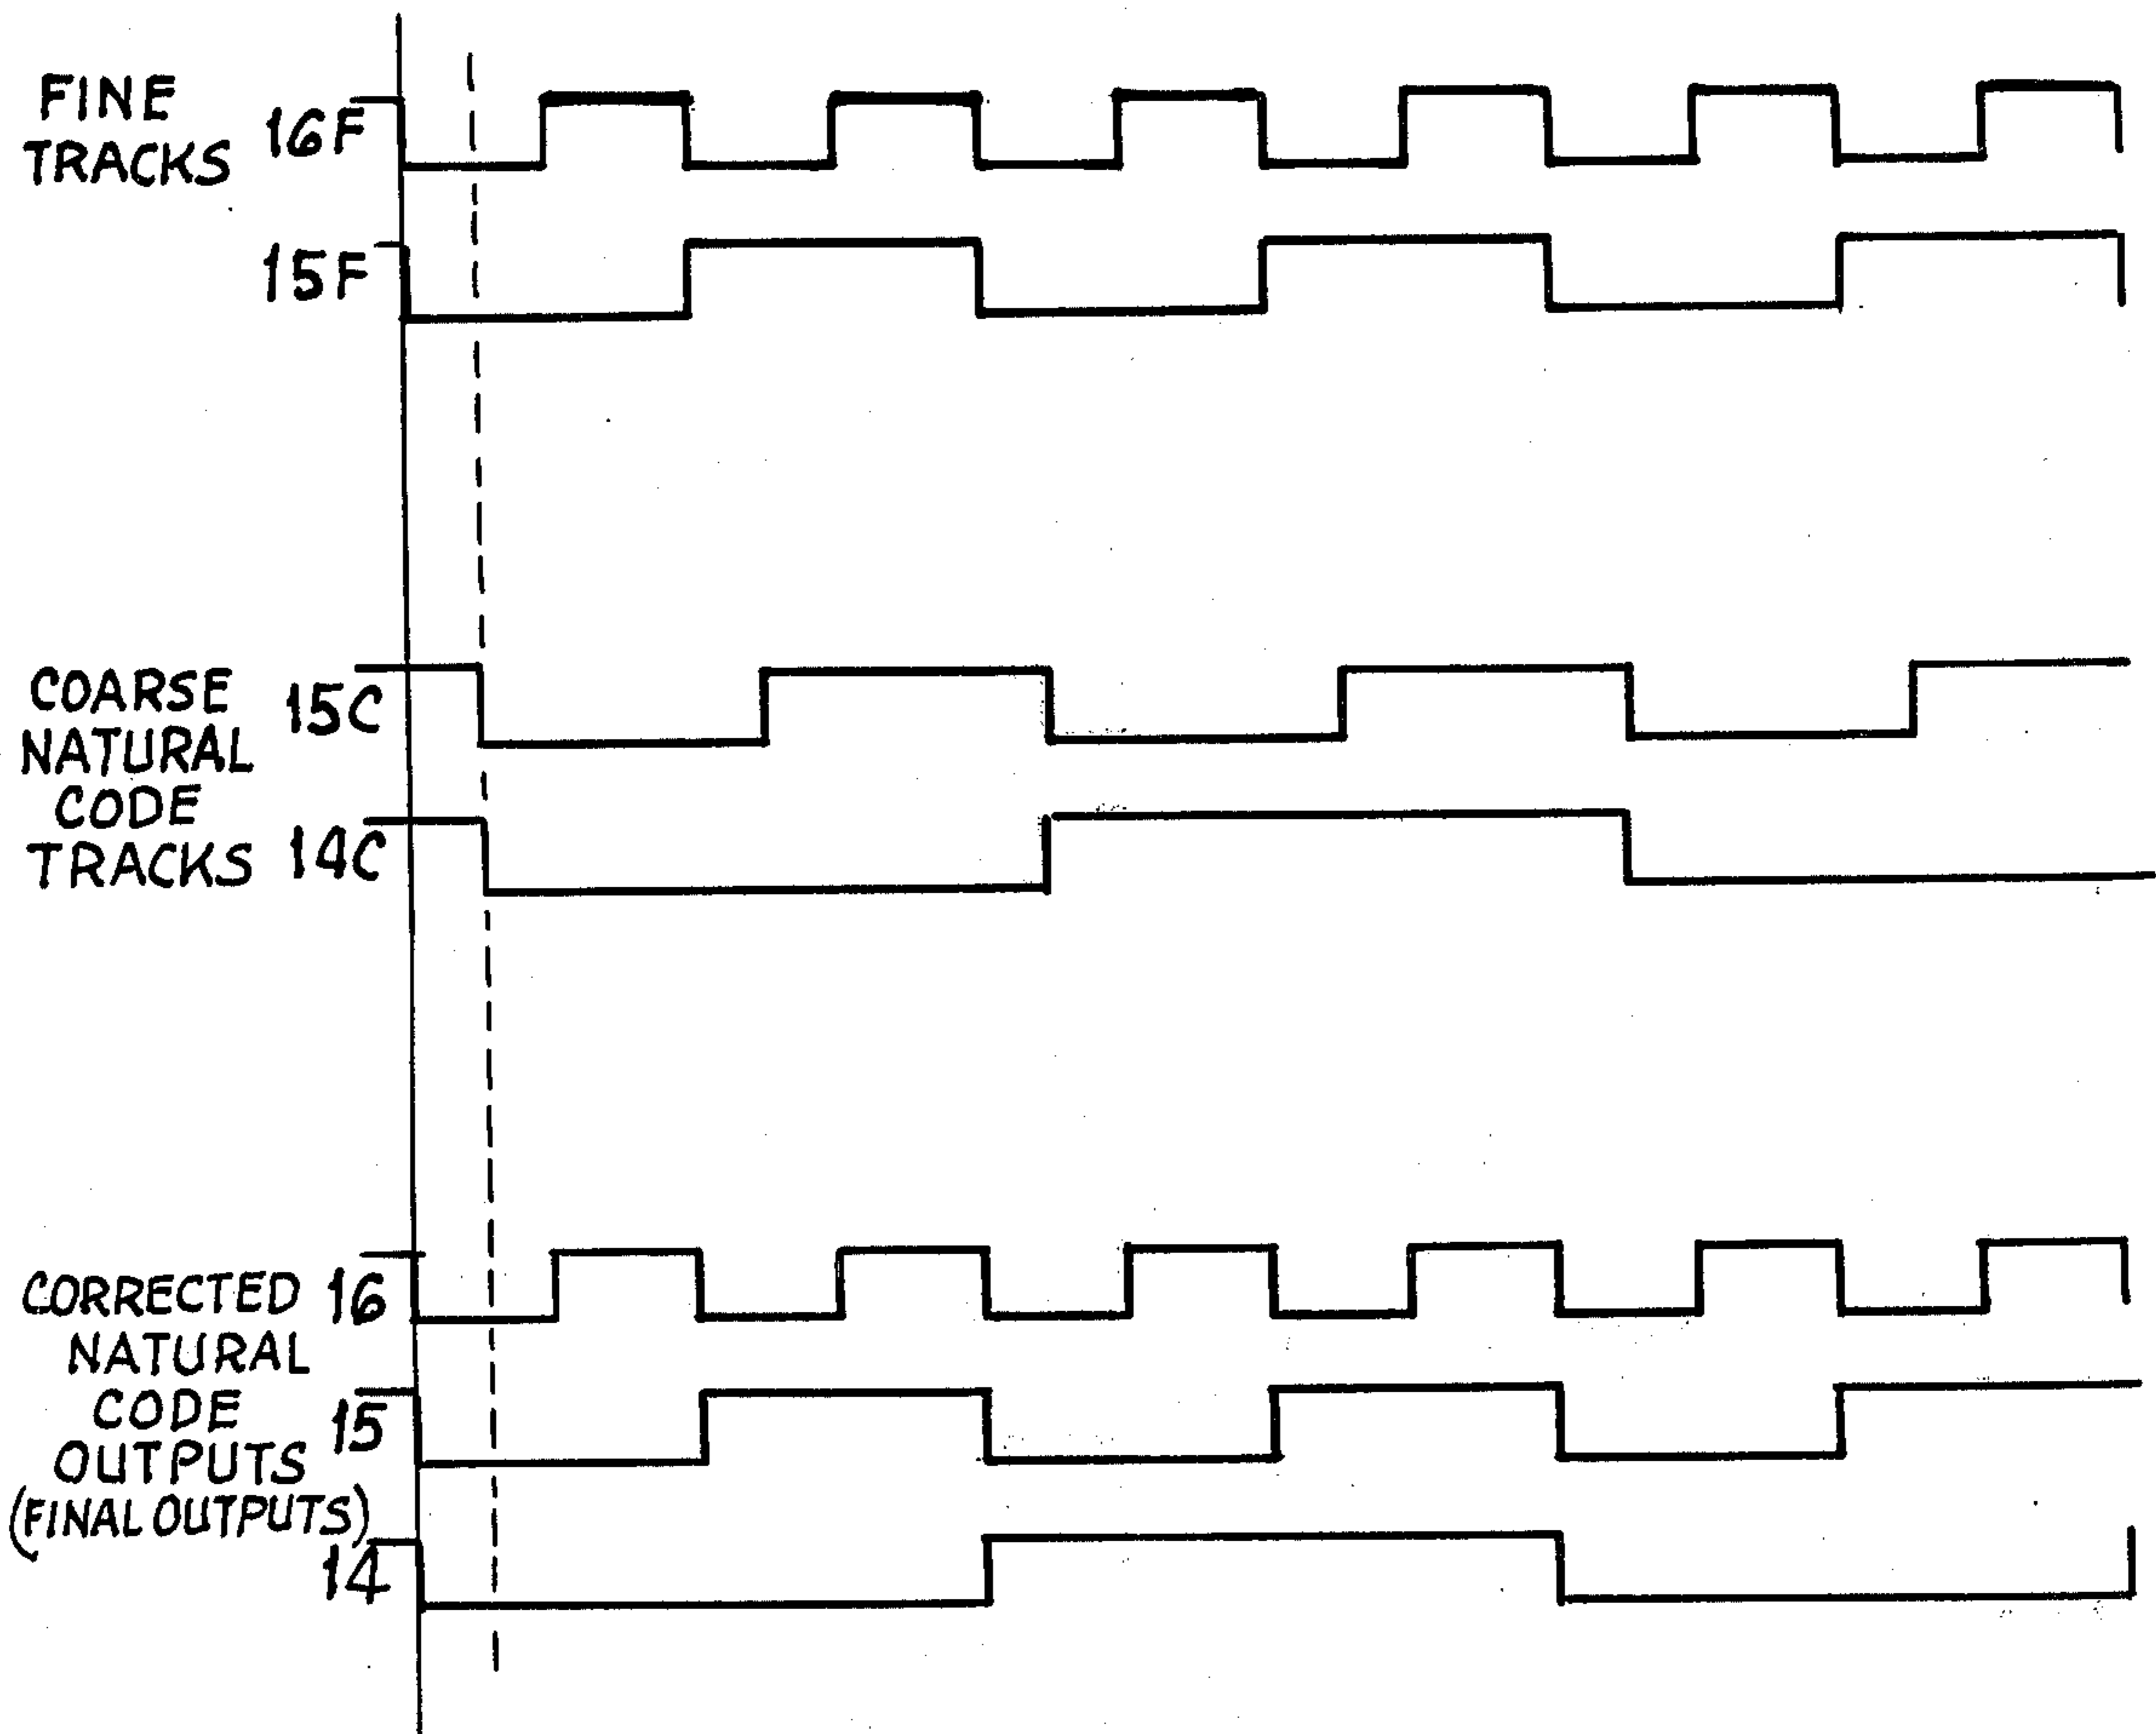 FINE
TRACKS
16F
15F
COARSE
NATURAL
CODE
TRACKS
15C
14C
CORRECTED
NATURAL
CODE
OUTPUTS
(FINAL OUTPUTS)
16
15
14